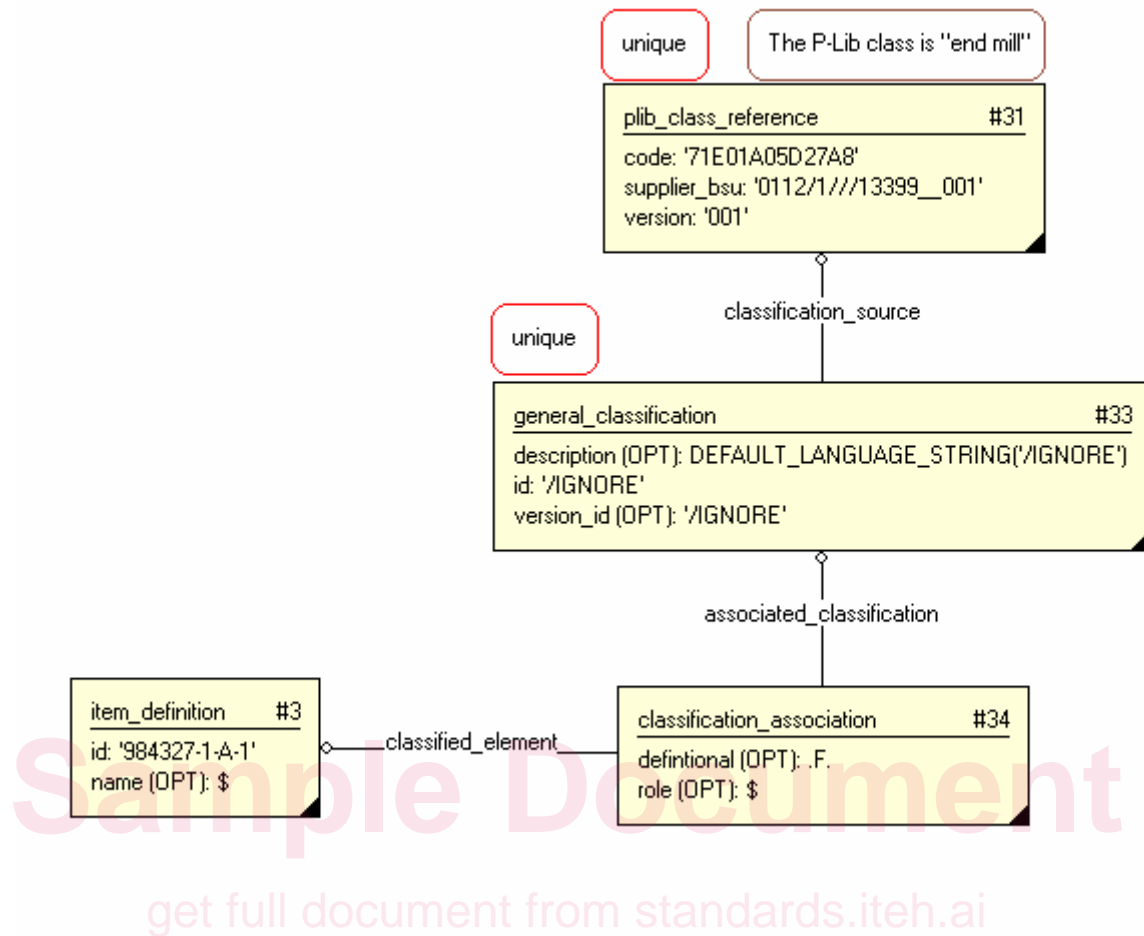 unique
The P-Lib class is "end mill"
plib_class_reference #31
code: '71E01A05D27A8'
supplier_bsu: '0112/1///13399__001'
version: '001'
classification_source
unique
general_classification #33
description (OPT): DEFAULT_LANGUAGE_STRING('/IGNORE')
id: '/IGNORE'
version_id (OPT): '/IGNORE'
associated_classification
item_definition #3
id: '984327-1-A-1'
name (OPT): $
classified_element
classification_association #34
defintional (OPT): .F.
role (OPT): $
Sample Document
get full document from standards.iteh.ai